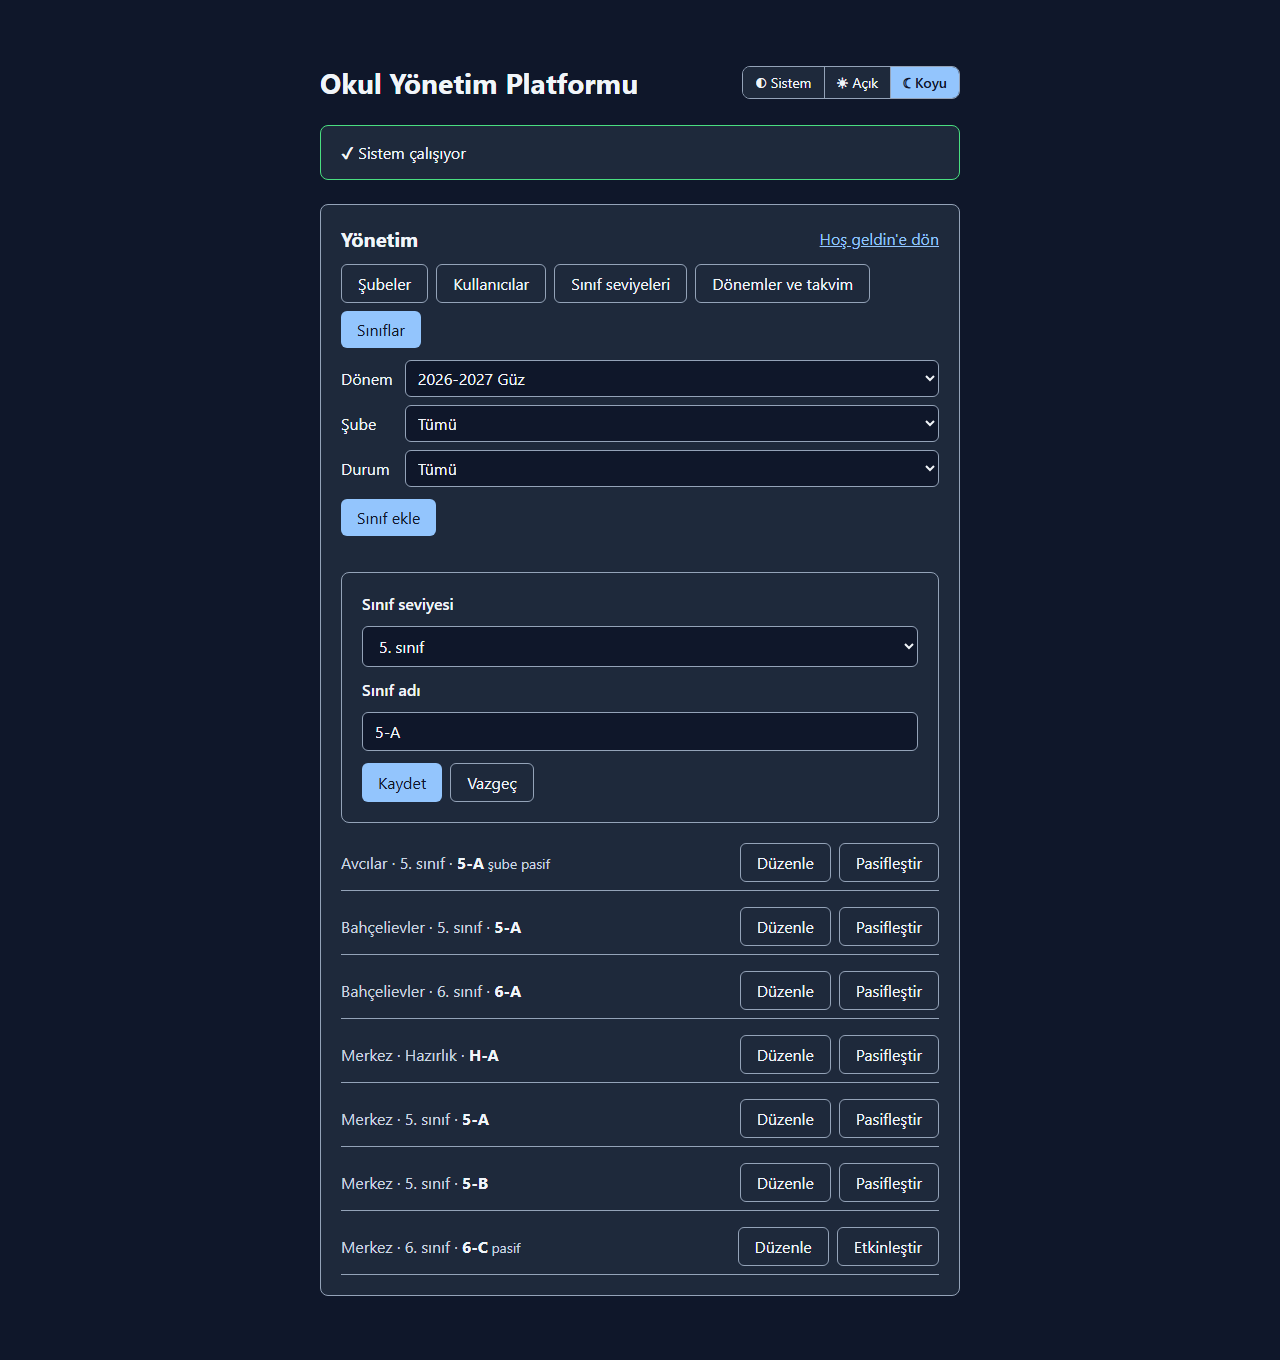 Okul Yönetim Platformu
◐ Sistem ☀ Açık ☾ Koyu
✓ Sistem çalışıyor
Yönetim
Hoş geldin'e dön
Şubeler Kullanıcılar Sınıf seviyeleri Dönemler ve takvim
Sınıflar
Dönem 2026-2027 Güz
Şube Tümü
Durum Tümü
Sınıf ekle
Sınıf seviyesi
5. sınıf
Sınıf adı
5-A
Kaydet Vazgeç
Avcılar · 5. sınıf · 5-A şube pasif Düzenle Pasifleştir
Bahçelievler · 5. sınıf · 5-A Düzenle Pasifleştir
Bahçelievler · 6. sınıf · 6-A Düzenle Pasifleştir
Merkez · Hazırlık · H-A Düzenle Pasifleştir
Merkez · 5. sınıf · 5-A Düzenle Pasifleştir
Merkez · 5. sınıf · 5-B Düzenle Pasifleştir
Merkez · 6. sınıf · 6-C pasif Düzenle Etkinleştir